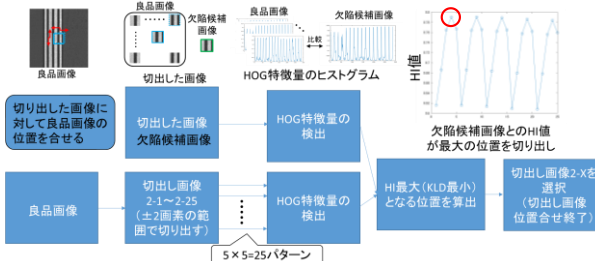 良品画像
良品画像
欠陥候補
画像
切出した画像
良品画像
欠陥候補画像
比較
HOG特徴量のヒストグラム
HI値
欠陥候補画像とのHI値
が最大の位置を切り出し
切り出した画像に
対して良品画像の
位置を合せる
切出した画像
欠陥候補画像
HOG特徴量の
検出
良品画像
切出し画像
2-1～2-25
(±2画素の範
囲で切り出す)
HOG特徴量の
検出
HI最大(KLD最小)
となる位置を算出
切出し画像2-Xを
選択
(切出し画像
位置合せ終了)
5×5=25パターン